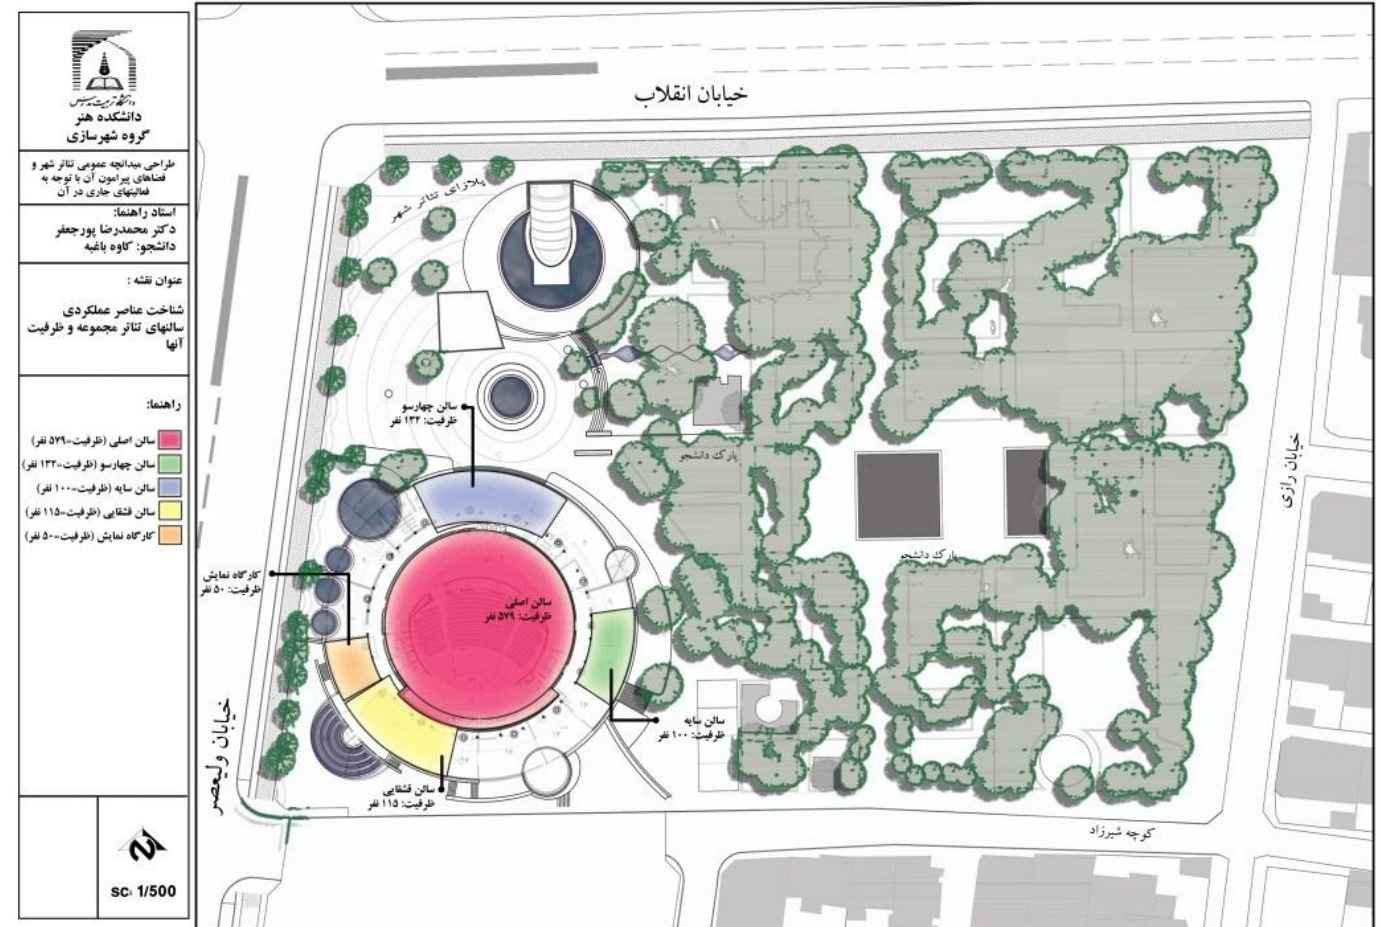 دانشگاه تربیت مدرس
دانشکده هنر
گروه شهرسازی
طراحی میدانچه عمومی تئاتر شهر و
فضاهای پیرامون آن با توجه به
فعالیتهای جاری در آن
استاد راهنما:
دکتر محمدرضا پورجعفر
دانشجو: کاوه باغبه
عنوان نقشه :
شناخت عناصر عملکردی
سالنهای تئاتر مجموعه و ظرفیت
آنها
راهنما:
سالن اصلی (ظرفیت=۵۷۹ نفر)
سالن چهارسو (ظرفیت=۱۳۲ نفر)
سالن سایه (ظرفیت=۱۰۰ نفر)
سالن قشقایی (ظرفیت=۱۱۵ نفر)
کارگاه نمایش (ظرفیت=۵۰ نفر)
N
sc: 1/500
خیابان انقلاب
پلازای تئاتر شهر
سالن چهارسو
ظرفیت: ۱۳۲ نفر
پارک دانشجو
خیابان رازی
پارک دانشجو
کارگاه نمایش
ظرفیت: ۵۰ نفر
سالن اصلی
ظرفیت: ۵۷۹ نفر
سالن سایه
ظرفیت: ۱۰۰ نفر
خیابان ولیعصر
سالن قشقایی
ظرفیت: ۱۱۵ نفر
کوچه شیرزاد